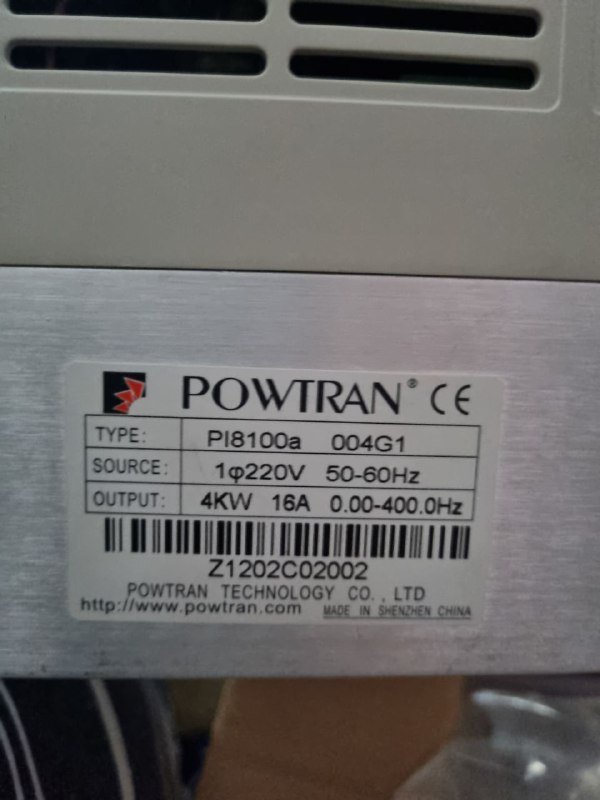 POWTRAN® CE
TYPE: PI8100a 004G1
SOURCE: 1φ220V 50-60Hz
OUTPUT: 4KW 16A 0.00-400.0Hz
Z1202C02002
POWTRAN TECHNOLOGY CO., LTD
http://www.powtran.com MADE IN SHENZHEN CHINA